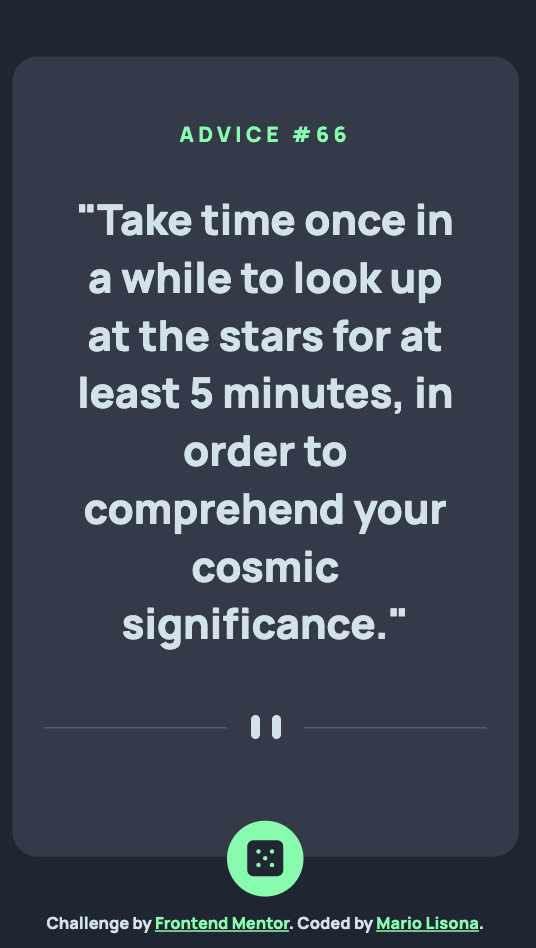 ADVICE #66
"Take time once in
a while to look up
at the stars for at
least 5 minutes, in
order to
comprehend your
cosmic
significance."
Challenge by Frontend Mentor. Coded by Mario Lisona.